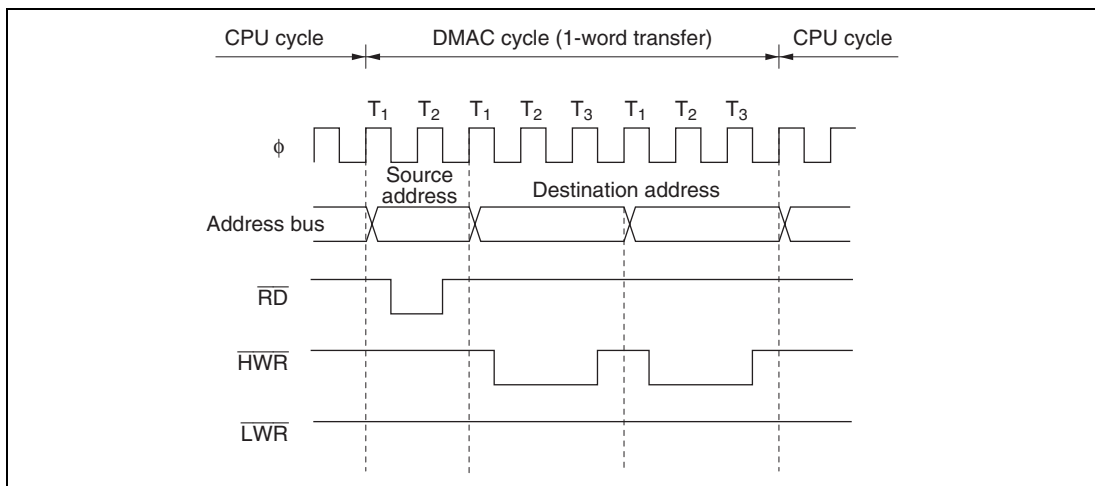 CPU cycle DMAC cycle (1-word transfer) CPU cycle
T1 T2 T1 T2 T3 T1 T2 T3
ϕ
Source
address
Destination address
Address bus
RD
HWR
LWR